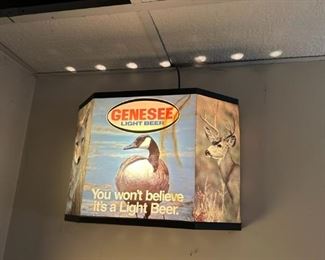 GENESEE
LIGHT BEER
You won't believe
it's a Light Beer.